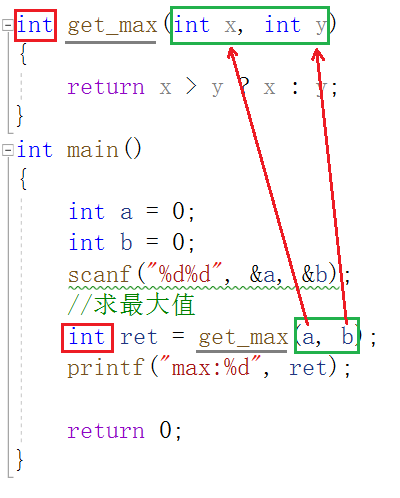 int get_max(int x, int y)
{
return x > y ? x : y;
}
int main()
{
int a = 0;
int b = 0;
scanf("%d%d", &a, &b);
//求最大值
int ret = get_max(a, b);
printf("max:%d", ret);
return 0;
}